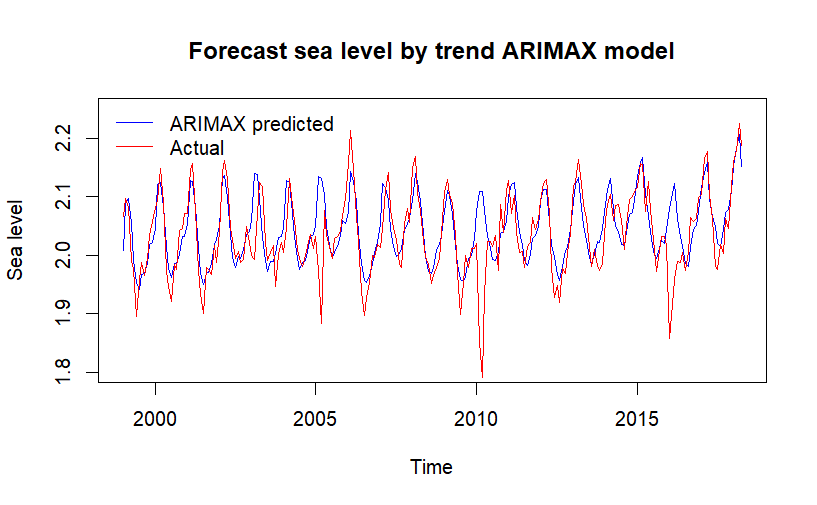 Forecast sea level by trend ARIMAX model
ARIMAX predicted
Actual
Sea level
2.2
2.1
2.0
1.9
1.8
2000 2005 2010 2015
Time